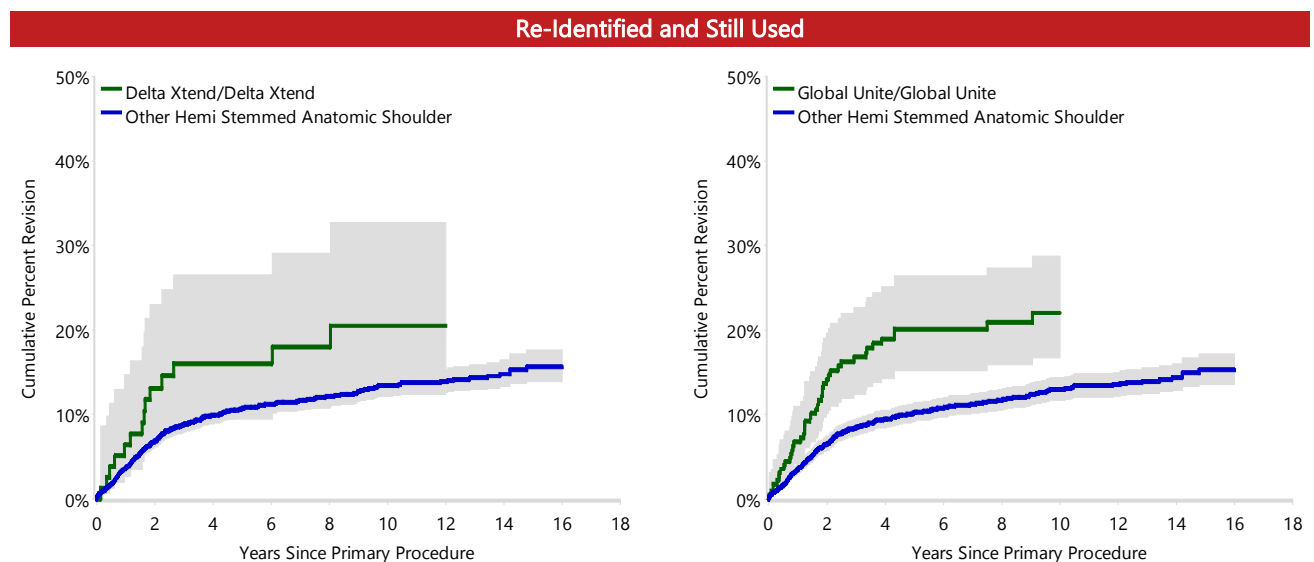 Re-Identified and Still Used
50%
Delta Xtend/Delta Xtend
Other Hemi Stemmed Anatomic Shoulder
40%
30%
20%
10%
0%
Cumulative Percent Revision
0 2 4 6 8 10 12 14 16 18
Years Since Primary Procedure
50%
Global Unite/Global Unite
Other Hemi Stemmed Anatomic Shoulder
40%
30%
20%
10%
0%
Cumulative Percent Revision
0 2 4 6 8 10 12 14 16 18
Years Since Primary Procedure